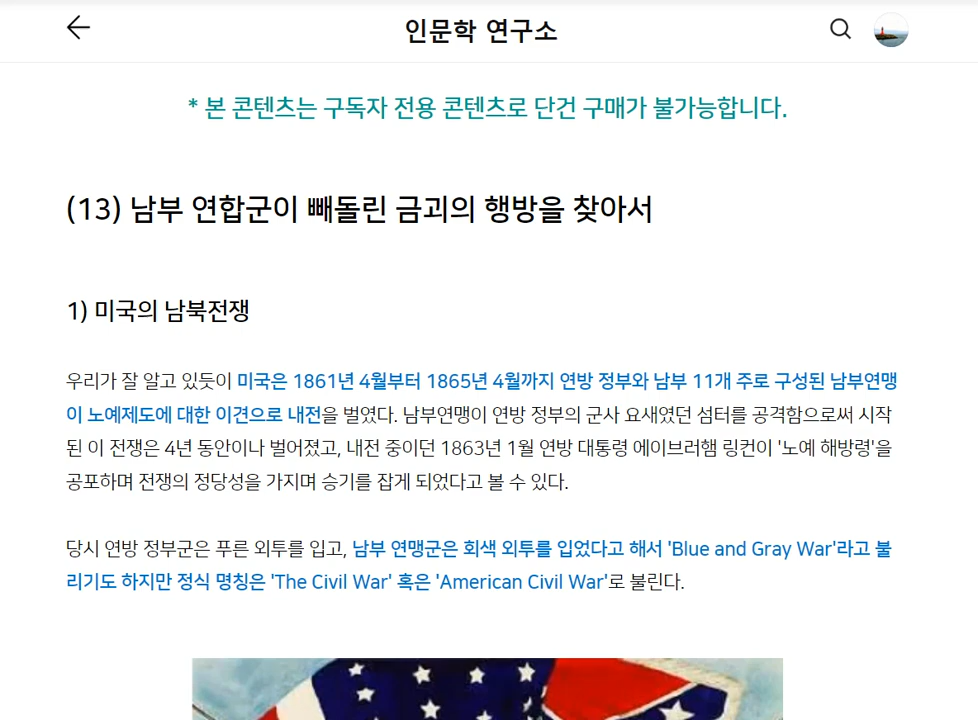 인문학 연구소
* 본 콘텐츠는 구독자 전용 콘텐츠로 단건 구매가 불가능합니다.
(13) 남부 연합군이 빼돌린 금괴의 행방을 찾아서
1) 미국의 남북전쟁
우리가 잘 알고 있듯이 미국은 1861년 4월부터 1865년 4월까지 연방 정부와 남부 11개 주로 구성된 남부연맹
이 노예제도에 대한 이견으로 내전을 벌였다. 남부연맹이 연방 정부의 군사 요새였던 섬터를 공격함으로써 시작
된 이 전쟁은 4년 동안이나 벌어졌고, 내전 중이던 1863년 1월 연방 대통령 에이브러햄 링컨이 '노예 해방령'을
공포하며 전쟁의 정당성을 가지며 승기를 잡게 되었다고 볼 수 있다.
당시 연방 정부군은 푸른 외투를 입고, 남부 연맹군은 회색 외투를 입었다고 해서 'Blue and Gray War'라고 불
리기도 하지만 정식 명칭은 'The Civil War' 혹은 'American Civil War'로 불린다.